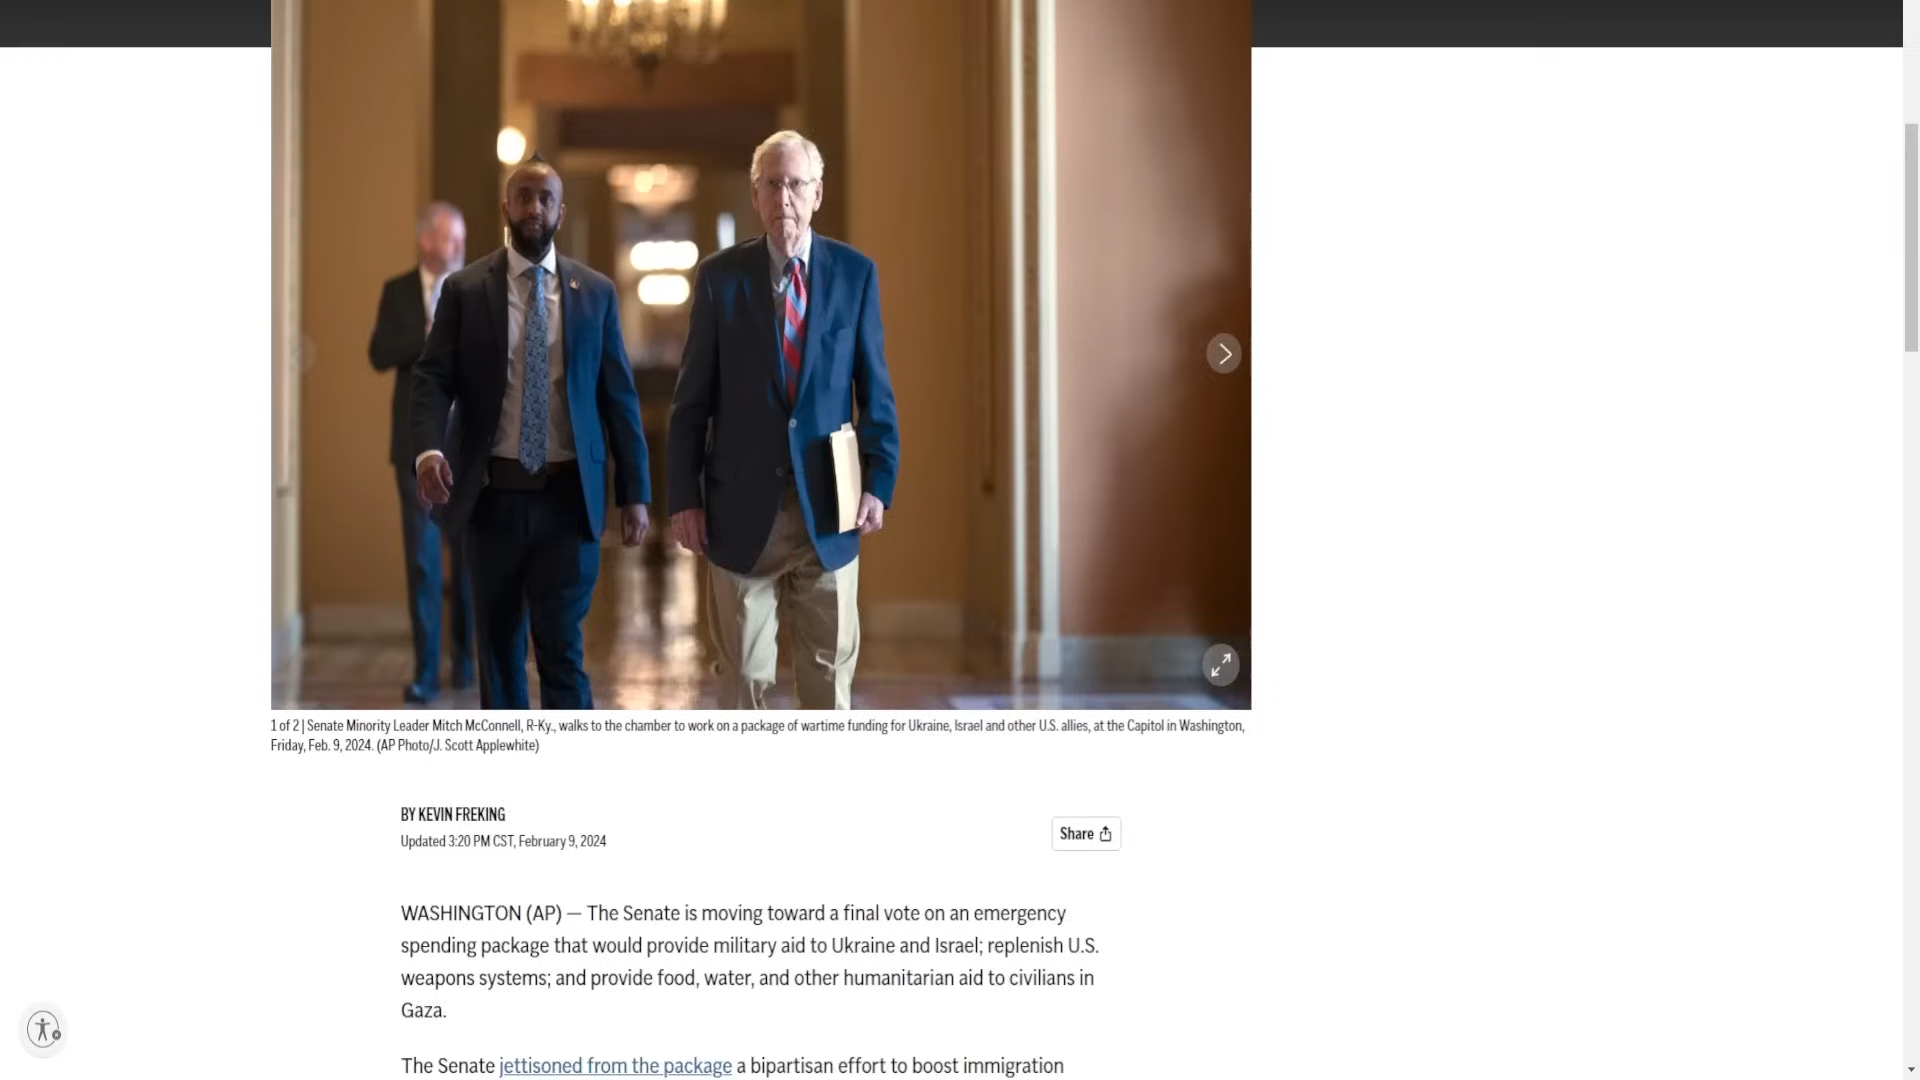 1 of 2 | Senate Minority Leader Mitch McConnell, R-Ky., walks to the chamber to work on a package of wartime funding for Ukraine, Israel and other U.S. allies, at the Capitol in Washington,
Friday, Feb. 9, 2024. (AP Photo/J. Scott Applewhite)
BY KEVIN FREKING
Updated 3:20 PM CST, February 9, 2024
Share
WASHINGTON (AP) — The Senate is moving toward a final vote on an emergency
spending package that would provide military aid to Ukraine and Israel; replenish U.S.
weapons systems; and provide food, water, and other humanitarian aid to civilians in
Gaza.
The Senate jettisoned from the package a bipartisan effort to boost immigration